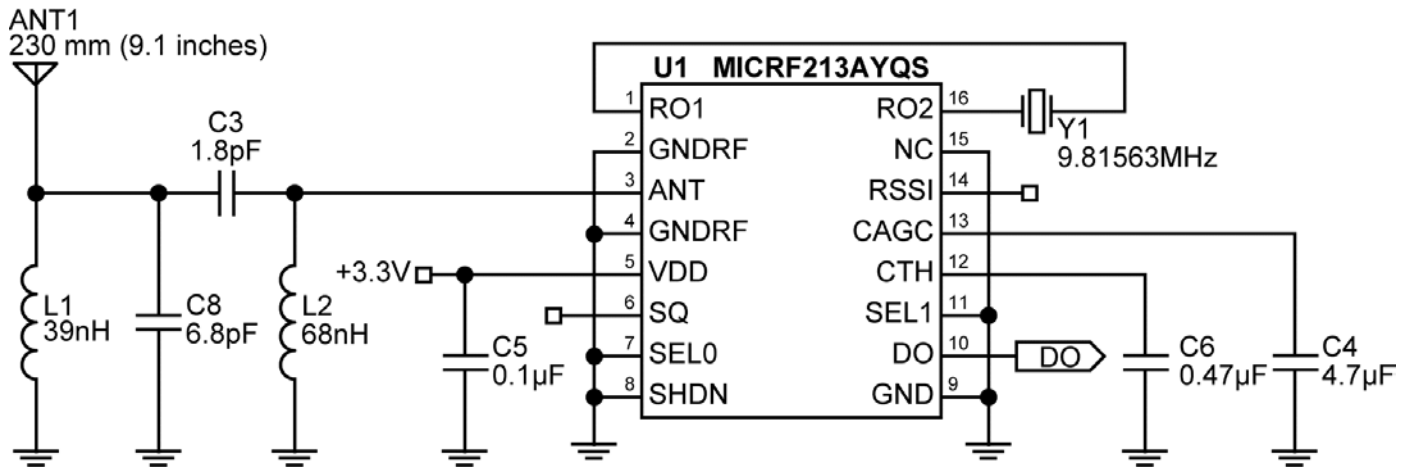 ANT1
230 mm (9.1 inches)
C3
1.8pF
L1
39nH
C8
6.8pF
L2
68nH
+3.3V
C5
0.1µF
U1 MICRF213AYQS
1 RO1
2 GNDRF
3 ANT
4 GNDRF
5 VDD
6 SQ
7 SEL0
8 SHDN
RO2 16
NC 15
RSSI 14
CAGC 13
CTH 12
SEL1 11
DO 10
GND 9
Y1
9.81563MHz
DO
C6
0.47µF
C4
4.7µF